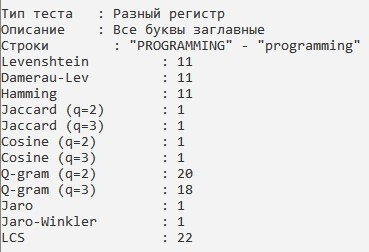 Тип теста : Разный регистр
Описание : Все буквы заглавные
Строки : "PROGRAMMING" - "programming"
Levenshtein : 11
Damerau-Lev : 11
Hamming : 11
Jaccard (q=2) : 1
Jaccard (q=3) : 1
Cosine (q=2) : 1
Cosine (q=3) : 1
Q-gram (q=2) : 20
Q-gram (q=3) : 18
Jaro : 1
Jaro-Winkler : 1
LCS : 22